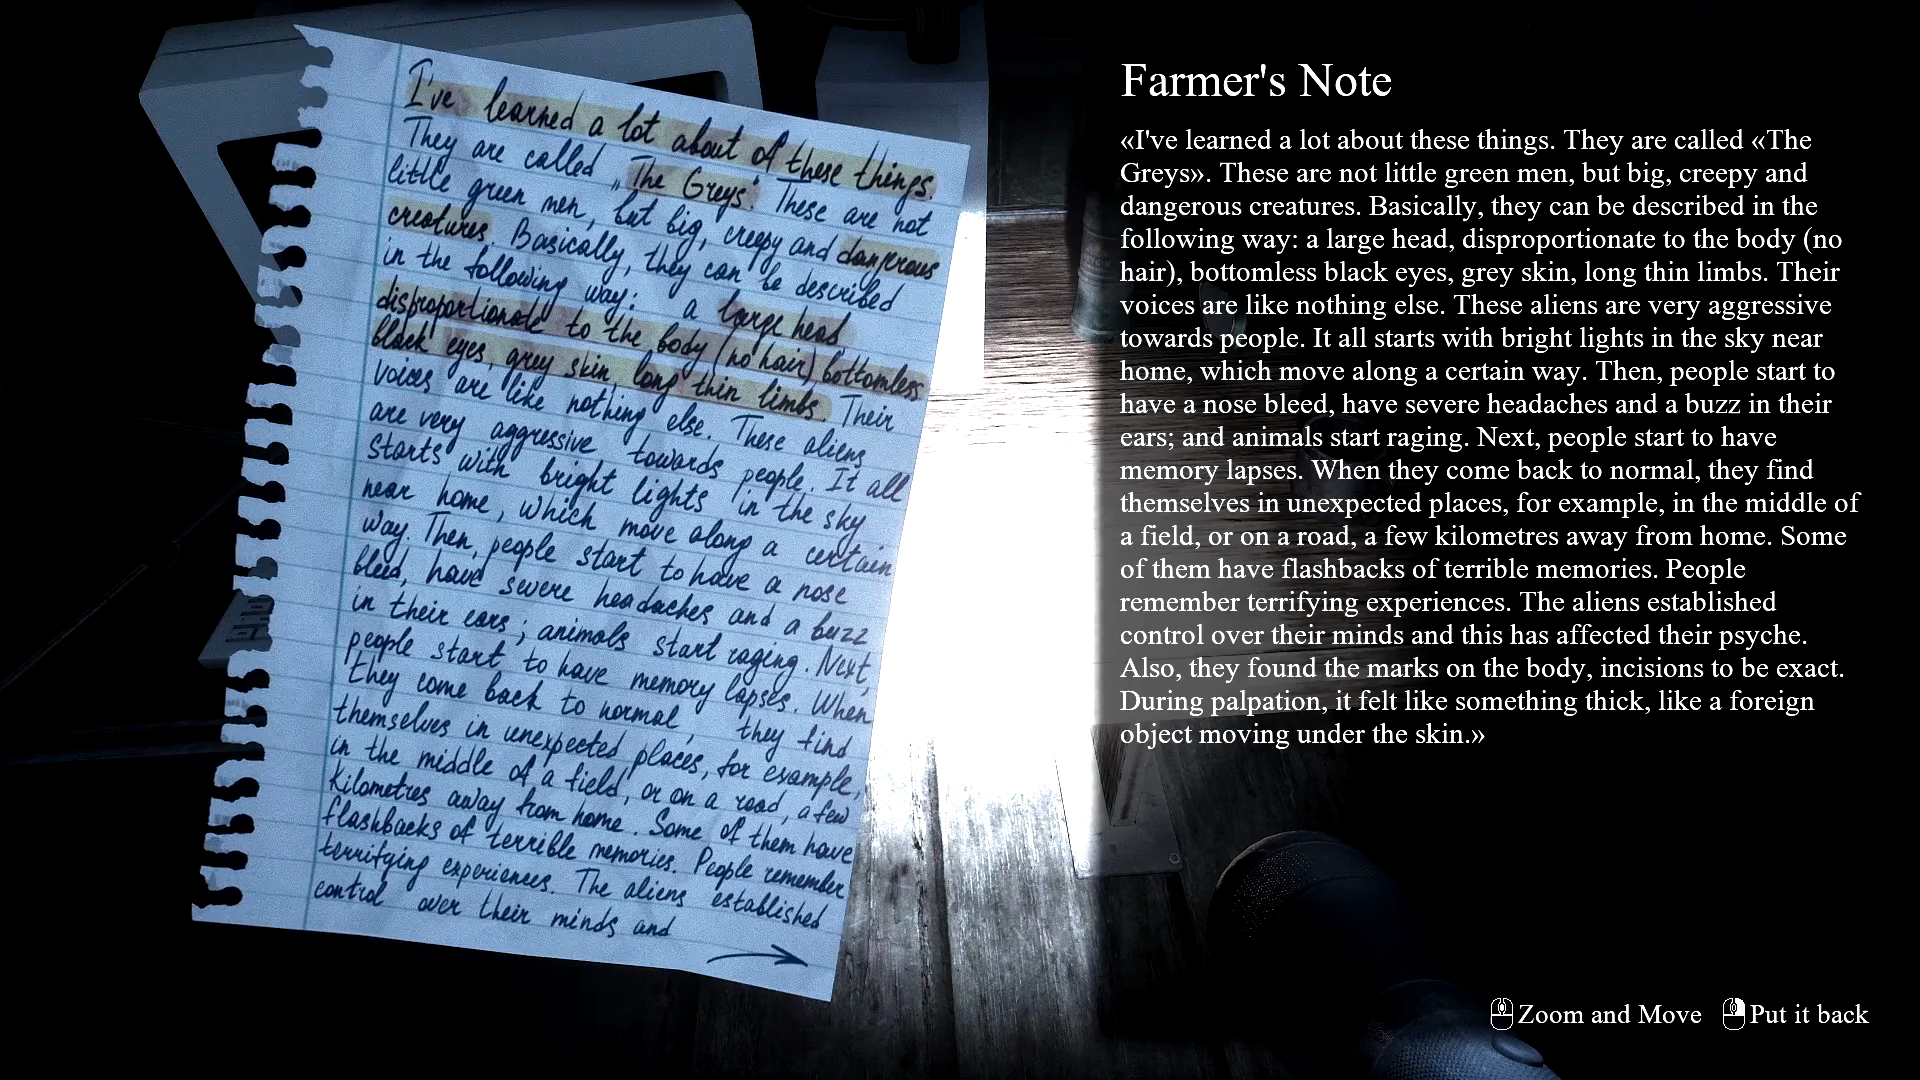 I've learned a lot about of these things.
They are called „The Greys". These are not
little green men, but big, creepy and dangerous
creatures. Basically, they can be described
in the following way: a large head
disproportionate to the body (no hair) bottomless
black eyes, grey skin, long thin limbs. Their
voices are like nothing else. These aliens
are very aggressive towards people. It all
starts with bright lights in the sky
near home, which move along a certain
way. Then, people start to have a nose
bleed, have severe headaches and a buzz
in their ears; animals start raging. Next,
people start to have memory lapses. When
they come back to normal, they find
themselves in unexpected places, for example,
in the middle of a field, or on a road, a few
kilometres away from home. Some of them have
flashbacks of terrible memories. People remember
terrifying experiences. The aliens established
control over their minds and
Farmer's Note
«I've learned a lot about these things. They are called «The
Greys». These are not little green men, but big, creepy and
dangerous creatures. Basically, they can be described in the
following way: a large head, disproportionate to the body (no
hair), bottomless black eyes, grey skin, long thin limbs. Their
voices are like nothing else. These aliens are very aggressive
towards people. It all starts with bright lights in the sky near
home, which move along a certain way. Then, people start to
have a nose bleed, have severe headaches and a buzz in their
ears; and animals start raging. Next, people start to have
memory lapses. When they come back to normal, they find
themselves in unexpected places, for example, in the middle of
a field, or on a road, a few kilometres away from home. Some
of them have flashbacks of terrible memories. People
remember terrifying experiences. The aliens established
control over their minds and this has affected their psyche.
Also, they found the marks on the body, incisions to be exact.
During palpation, it felt like something thick, like a foreign
object moving under the skin.»
Zoom and Move Put it back